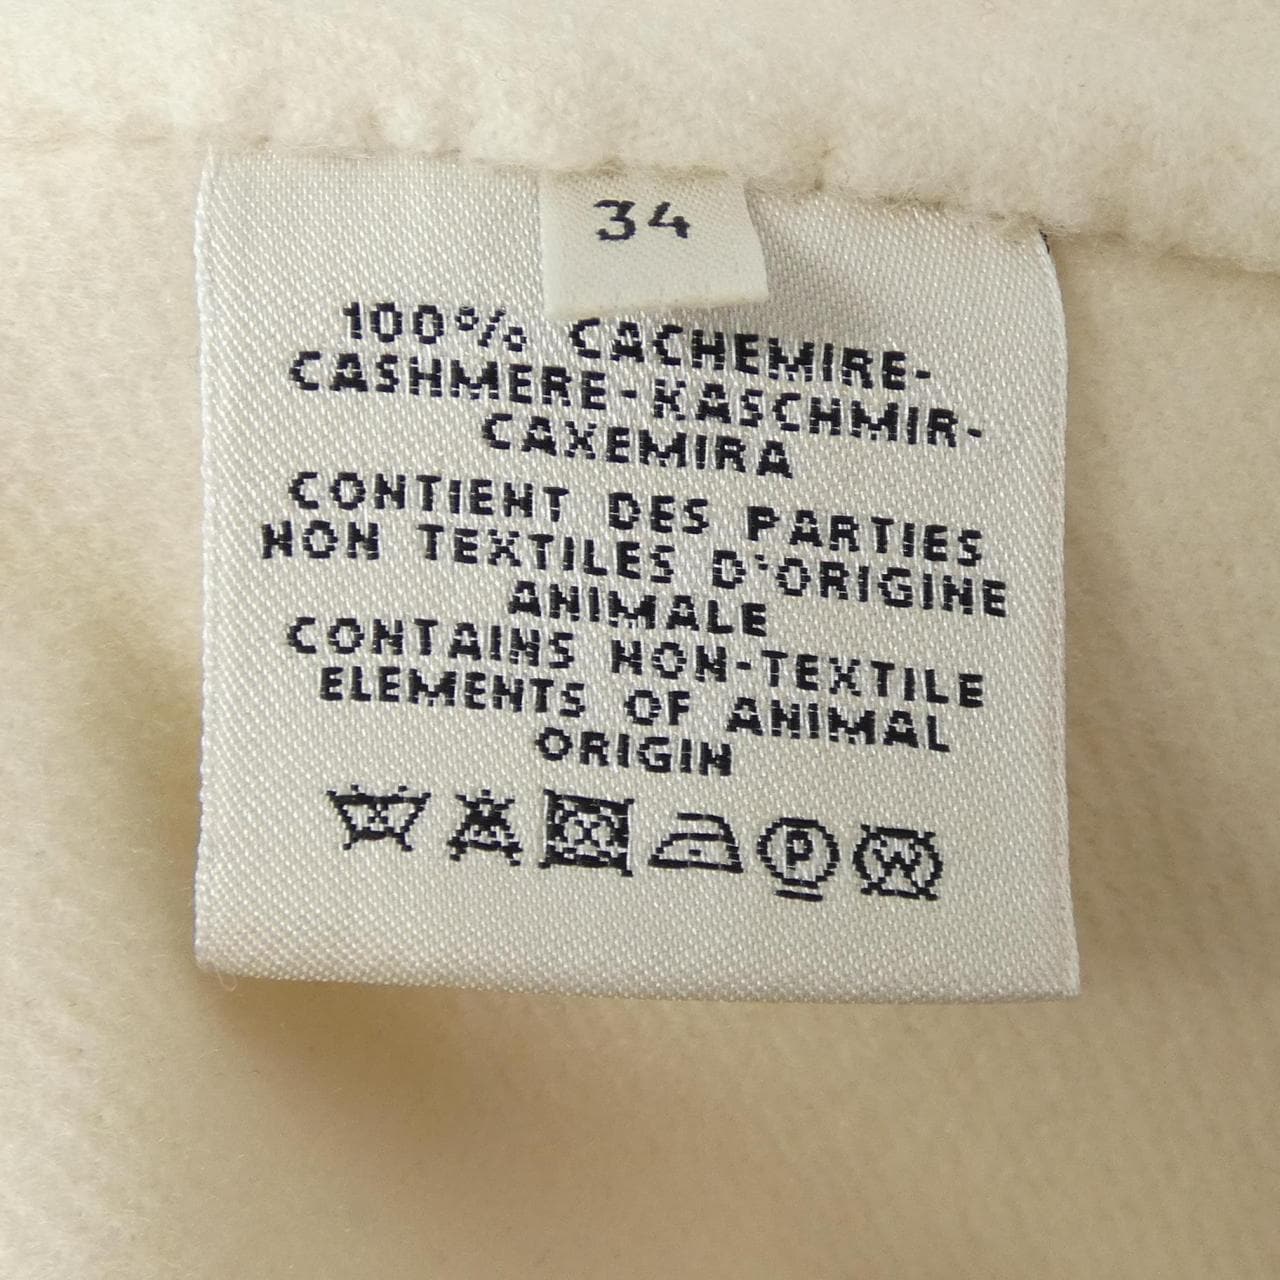 34
100% CACHEMIRE-
CASHMERE-KASCHMIR-
CAXEMIRA
CONTIENT DES PARTIES
NON TEXTILES D'ORIGINE
ANIMALE
CONTAINS NON-TEXTILE
ELEMENTS OF ANIMAL
ORIGIN
P W